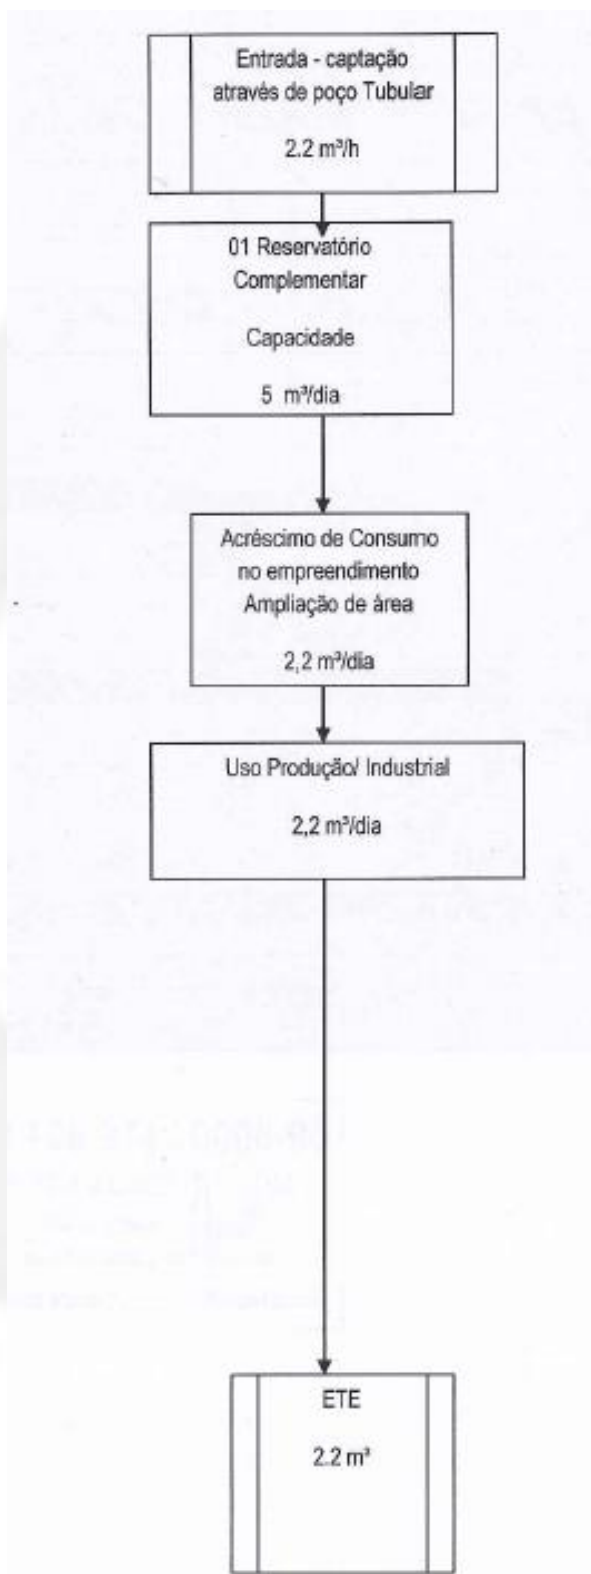 Entrada - captação
através de poço Tubular
2.2 m³/h
01 Reservatório
Complementar
Capacidade
5 m³/dia
Acréscimo de Consumo
no empreendimento
Ampliação de área
2,2 m³/dia
Uso Produção/ Industrial
2,2 m³/dia
ETE
2.2 m³